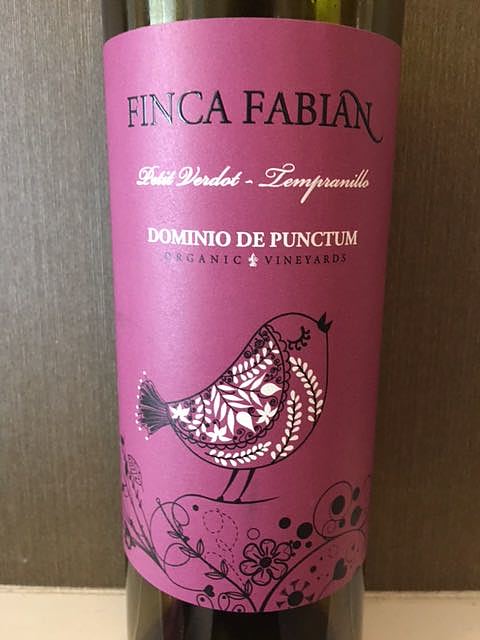 FINCA FABIAN
Petit Verdot - Tempranillo
DOMINIO DE PUNCTUM
ORGANIC VINEYARDS